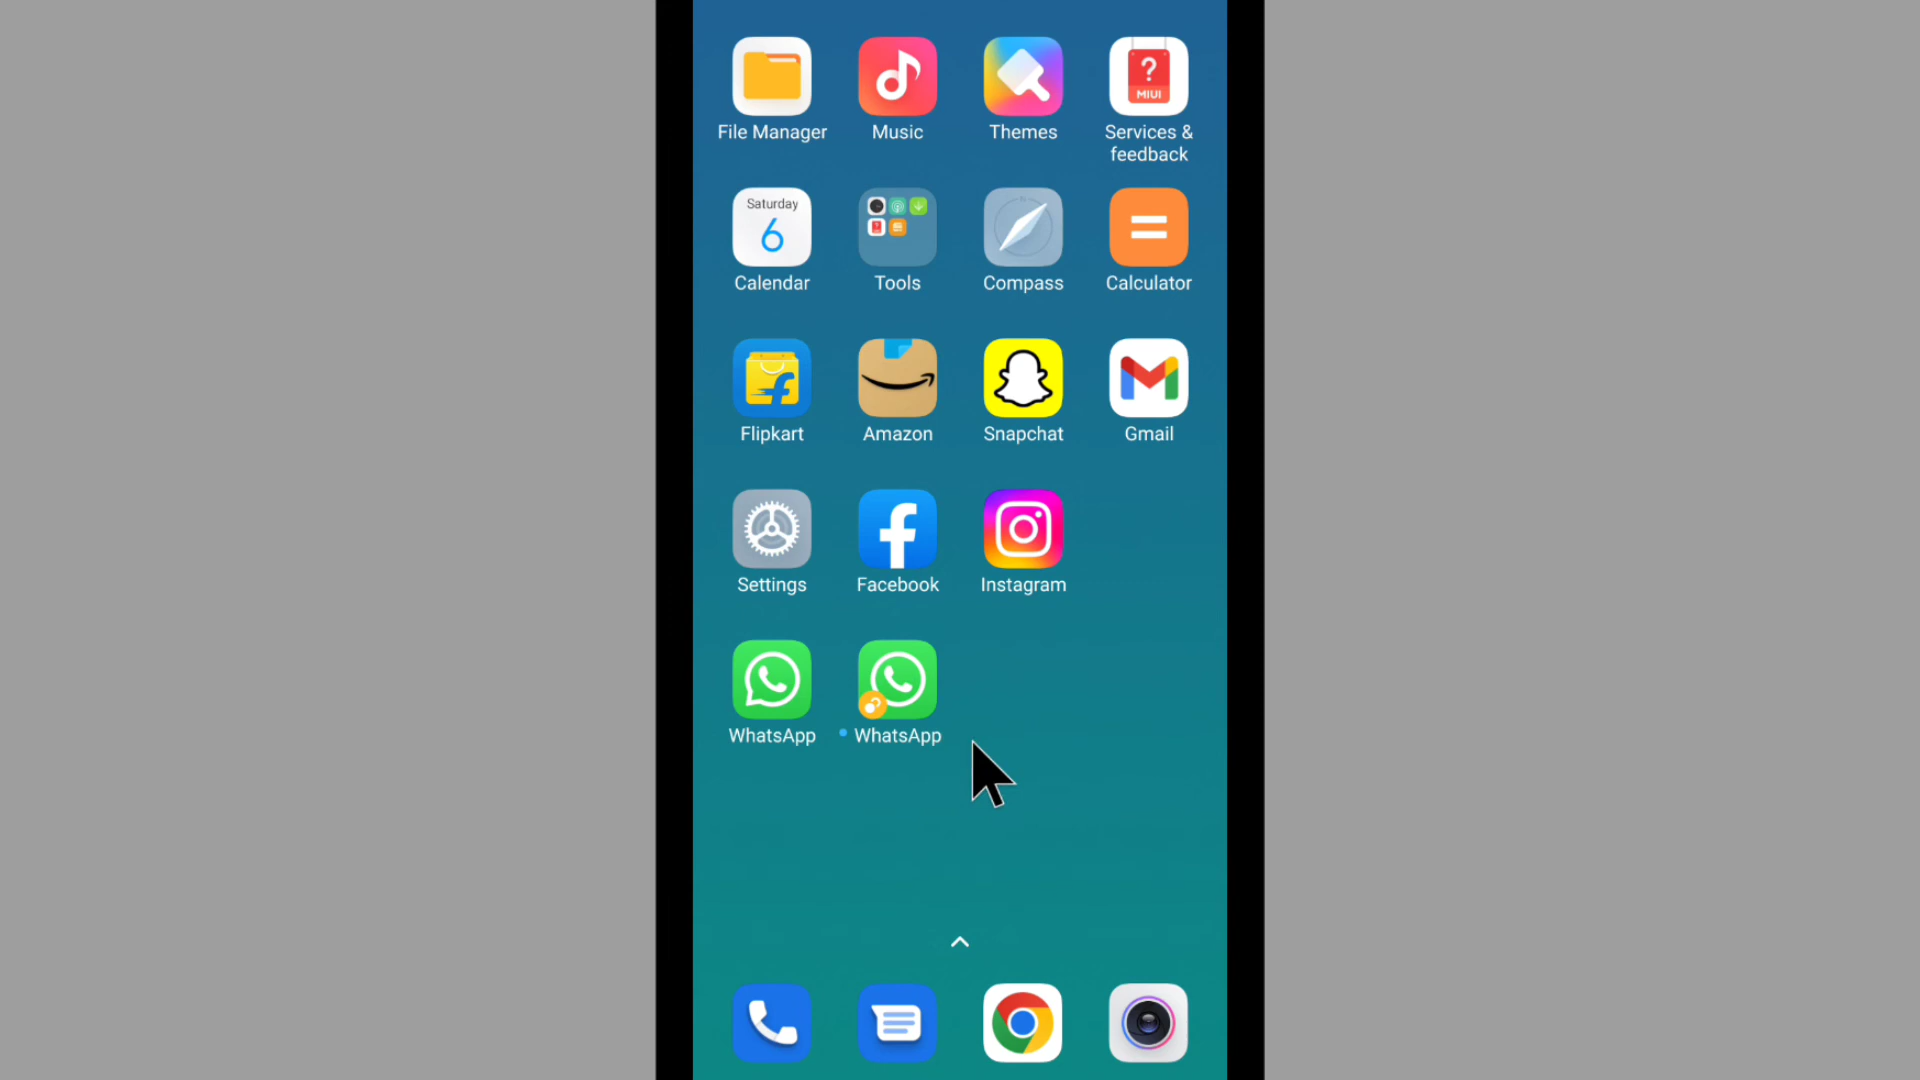 File Manager
Music
Themes
?
MIUI
Services &
feedback
Saturday
6
Calendar
Tools
Compass
Calculator
Flipkart
Amazon
Snapchat
Gmail
Settings
Facebook
Instagram
WhatsApp
WhatsApp